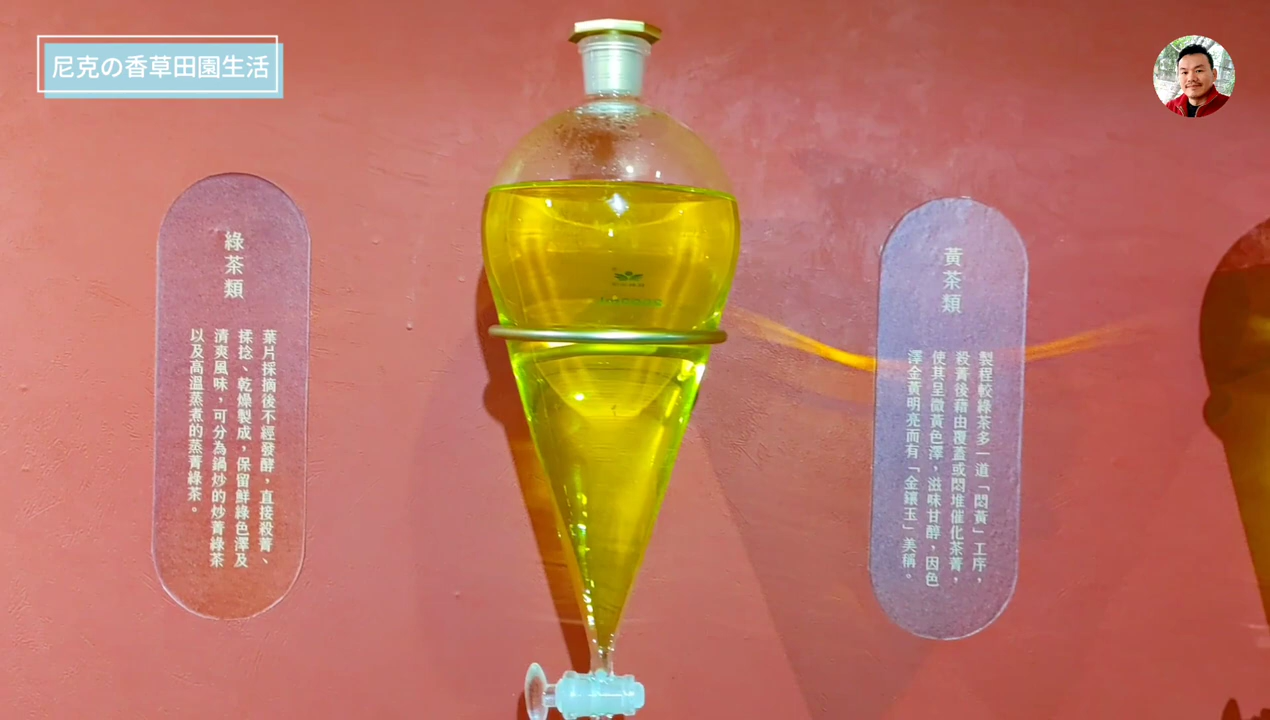 尼克の香草田園生活
綠茶類
葉片採摘後不經發酵，直接殺菁、
揉捻、乾燥製成，保留鮮綠色澤及
清爽風味，可分為鍋炒的炒菁綠茶
以及高溫蒸煮的蒸菁綠茶。
黃茶類
製程較綠茶多一道「悶黃」工序，
殺菁後藉由覆蓋或悶堆催化茶菁，
使其呈微黃色澤，滋味甘醇，因色
澤金黃明亮而有「金鑲玉」美稱。